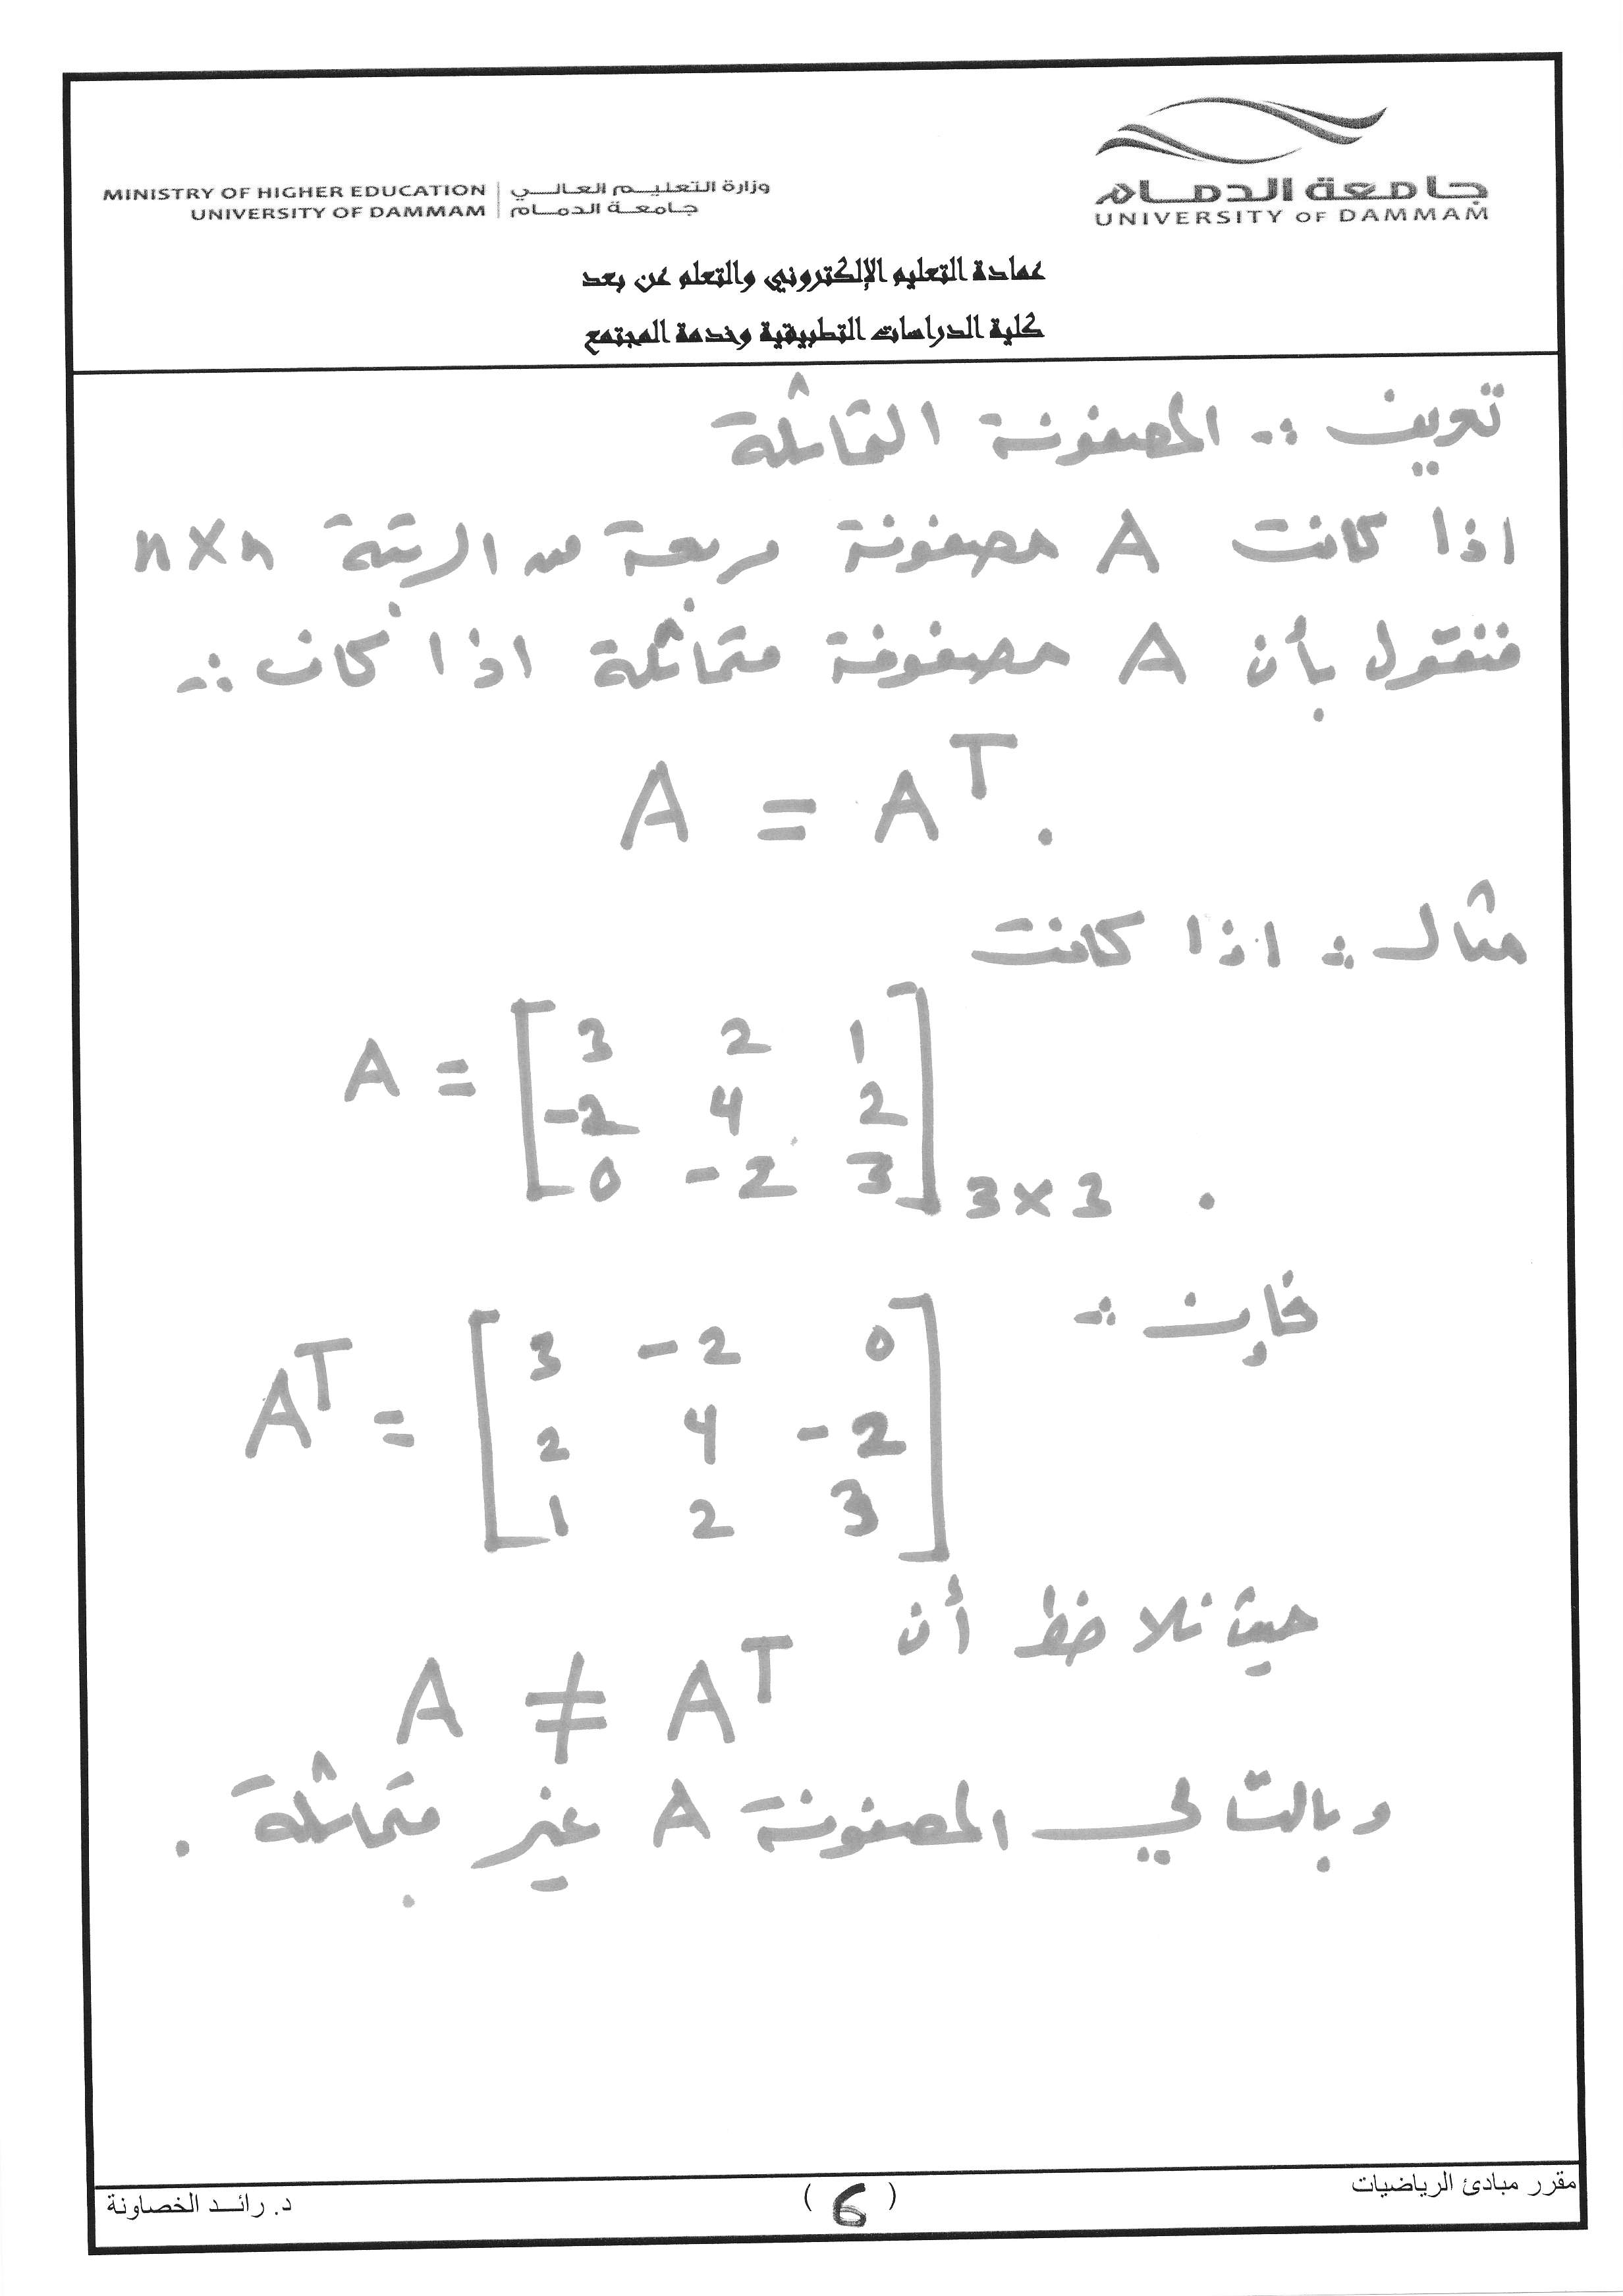 جامعة الدمام
UNIVERSITY OF DAMMAM
MINISTRY OF HIGHER EDUCATION | وزارة التعليم العالي
UNIVERSITY OF DAMMAM | جامعة الدمام
عمادة التعليم الإلكتروني والتعلم عن بعد
كلية الدراسات التطبيقية وخدمة المجتمع
تعريف :- المصفوفة المتماثلة
اذا كانت A مصفوفة مربعة من الرتبة n×n
فنقول بأن A مصفوفة متماثلة اذا كان :-
A = A^T .
مثال :- اذا كانت
A = [ 3 2 1
-2 4 2
0 -2 3 ] 3×3 .
فإن :-
A^T = [ 3 -2 0
2 4 -2
1 2 3 ]
حيث نلاحظ أن
A ≠ A^T
وبالتالي المصفوفة A غير متماثلة .
مقرر مبادئ الرياضيات
( 6 )
د. رائد الخصاونة